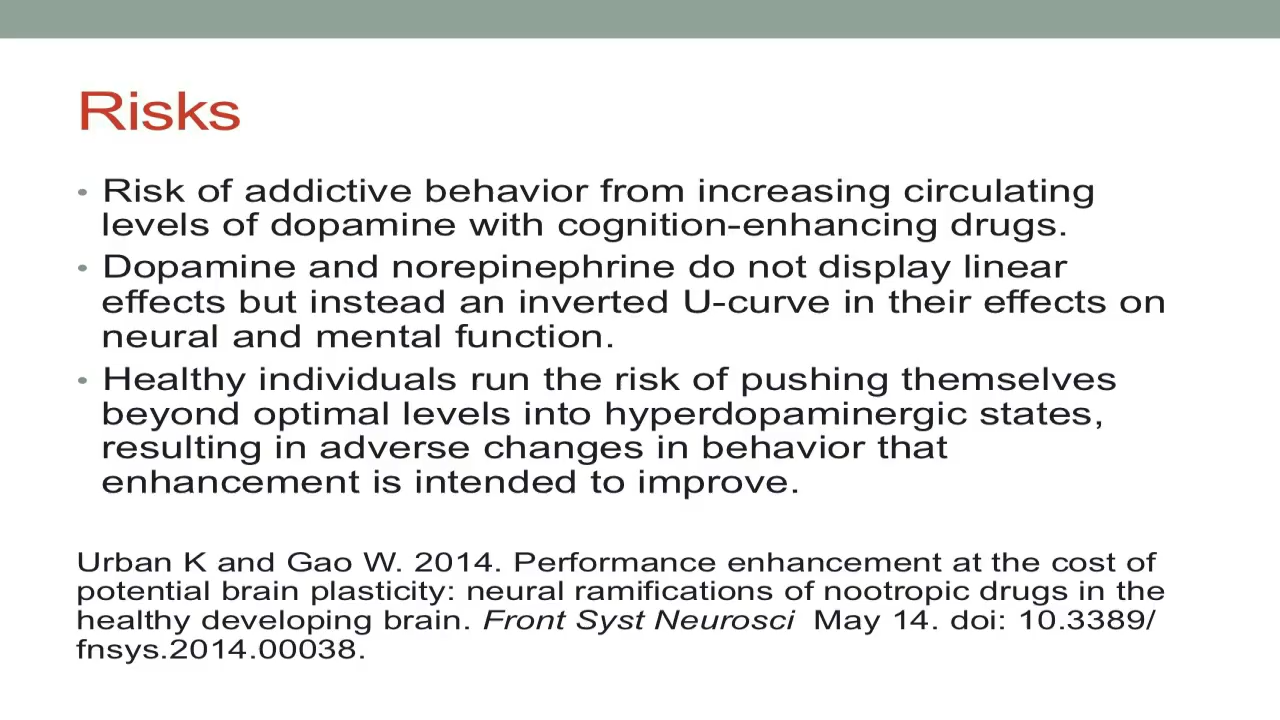 Risks
• Risk of addictive behavior from increasing circulating
levels of dopamine with cognition-enhancing drugs.
• Dopamine and norepinephrine do not display linear
effects but instead an inverted U-curve in their effects on
neural and mental function.
• Healthy individuals run the risk of pushing themselves
beyond optimal levels into hyperdopaminergic states,
resulting in adverse changes in behavior that
enhancement is intended to improve.
Urban K and Gao W. 2014. Performance enhancement at the cost of
potential brain plasticity: neural ramifications of nootropic drugs in the
healthy developing brain. Front Syst Neurosci May 14. doi: 10.3389/
fnsys.2014.00038.